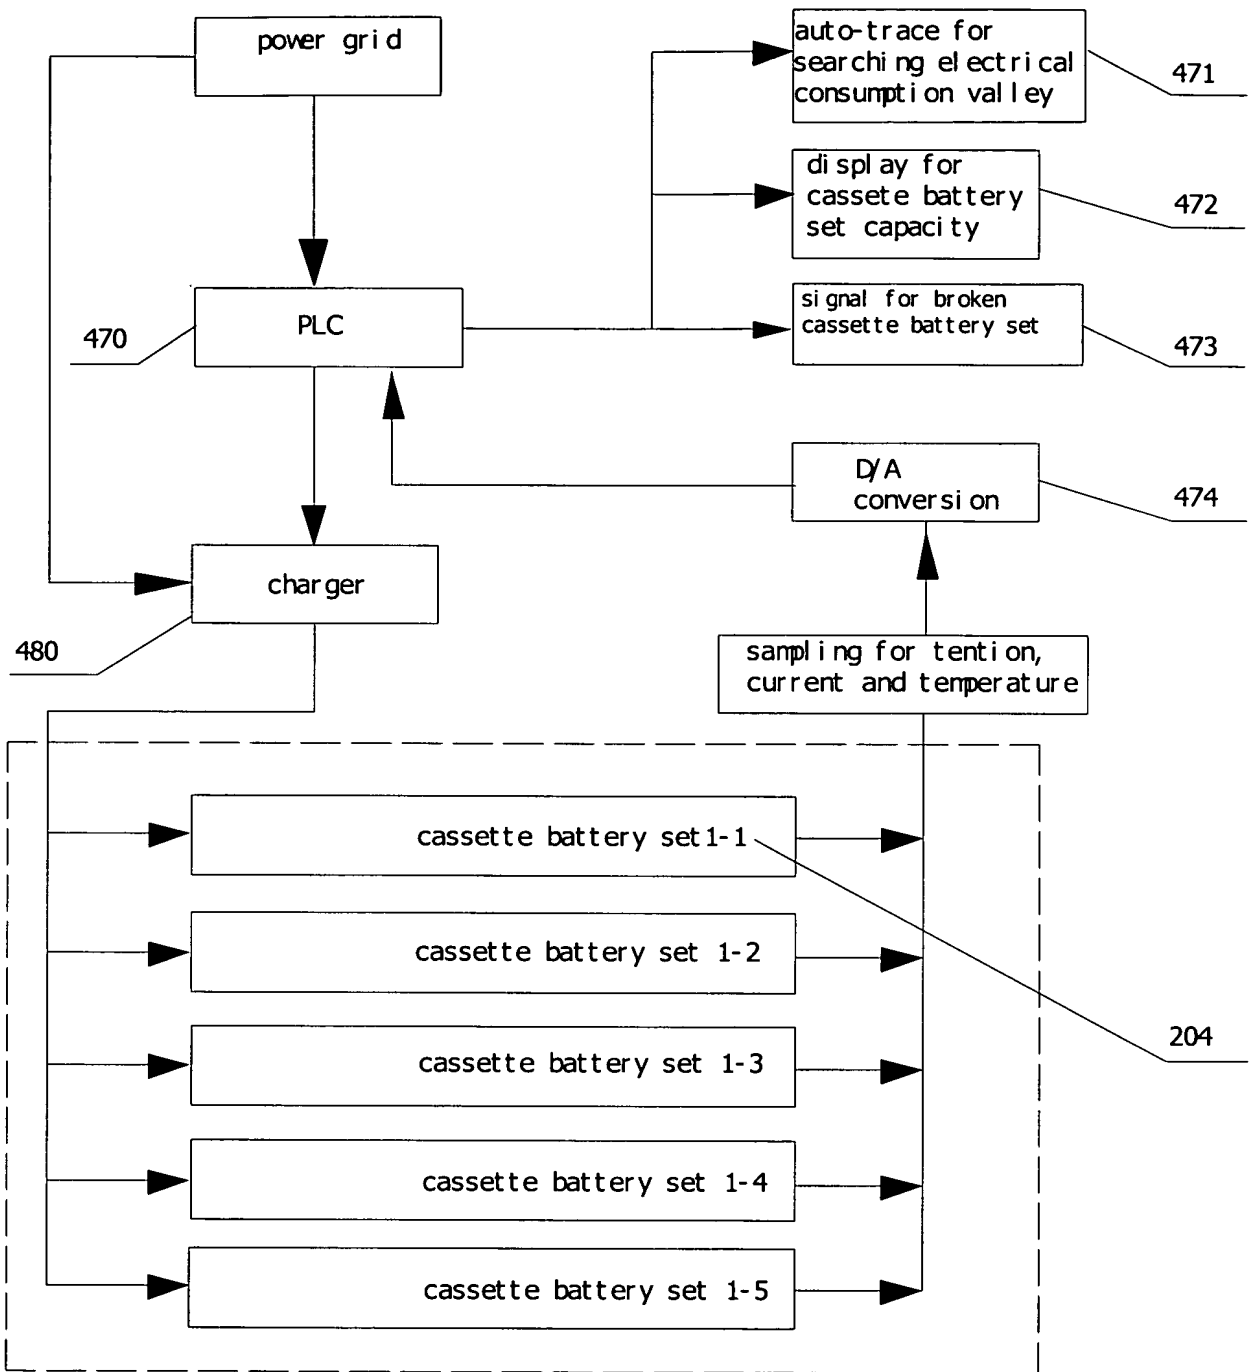 power grid
auto-trace for
searching electrical
consumption valley
471
display for
cassete battery
set capacity
472
PLC
470
signal for broken
cassette battery set
473
D/A
conversion
474
charger
480
sampling for tention,
current and temperature
cassette battery set1-1
cassette battery set 1-2
cassette battery set 1-3
204
cassette battery set 1-4
cassette battery set 1-5